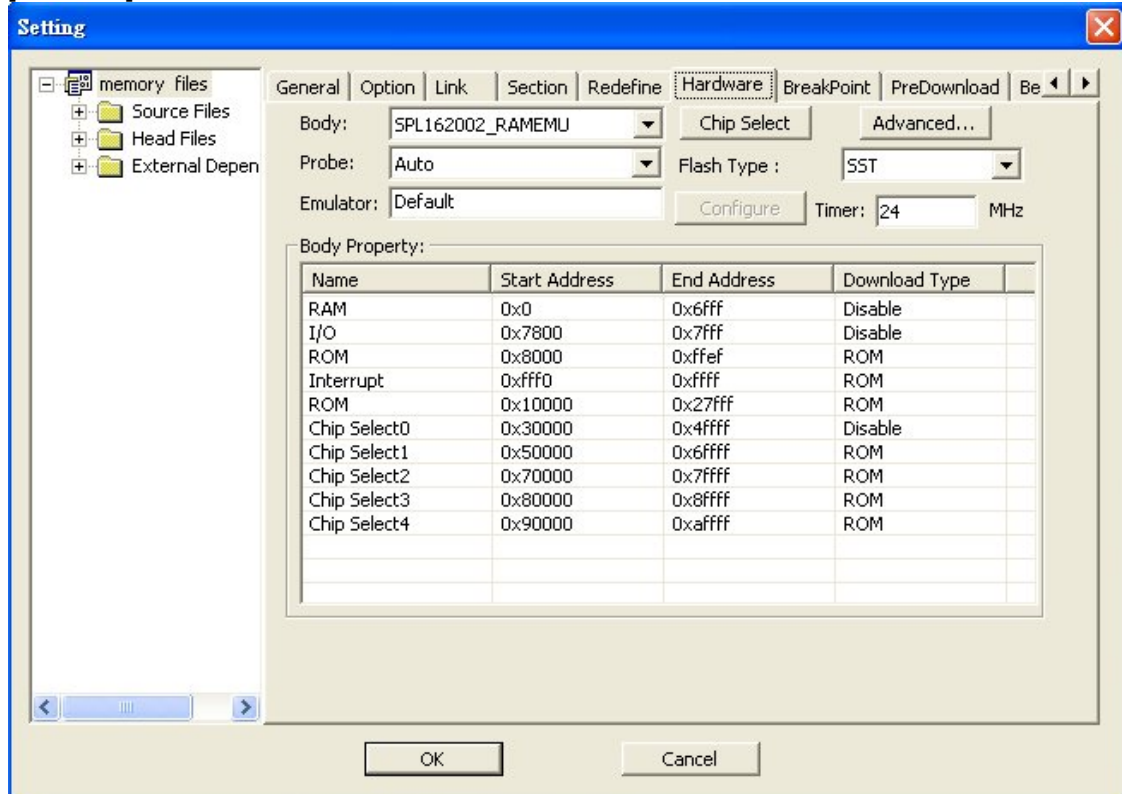 Setting
memory files
Source Files
Head Files
External Depen
General Option Link Section Redefine Hardware BreakPoint PreDownload Be
Body: SPL162002_RAMEMU Chip Select Advanced...
Probe: Auto Flash Type : SST
Emulator: Default Configure Timer: 24 MHz
Body Property:
Name Start Address End Address Download Type
RAM 0x0 0x6fff Disable
I/O 0x7800 0x7fff Disable
ROM 0x8000 0xffef ROM
Interrupt 0xfff0 0xffff ROM
ROM 0x10000 0x27fff ROM
Chip Select0 0x30000 0x4ffff Disable
Chip Select1 0x50000 0x6ffff ROM
Chip Select2 0x70000 0x7ffff ROM
Chip Select3 0x80000 0x8ffff ROM
Chip Select4 0x90000 0xaffff ROM
OK Cancel